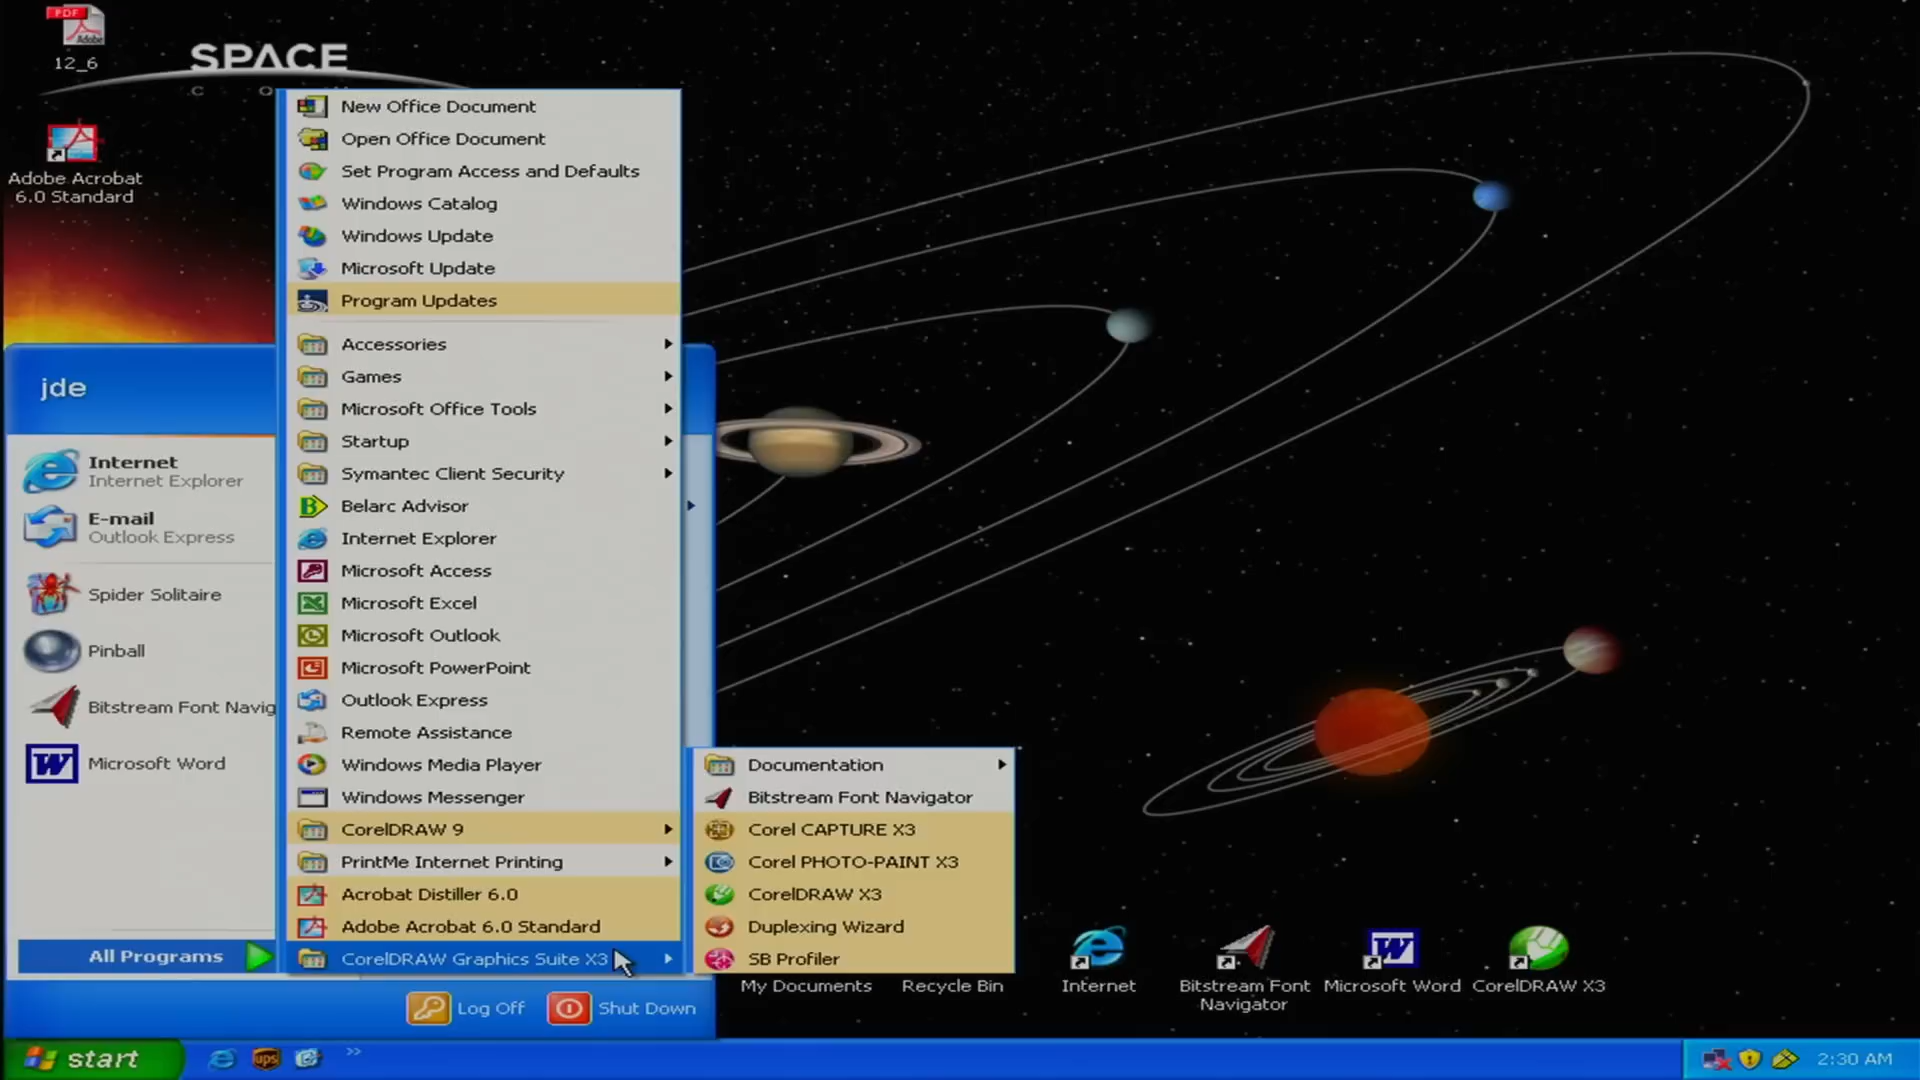 12_6
SPACE
Adobe Acrobat
6.0 Standard
New Office Document
Open Office Document
Set Program Access and Defaults
Windows Catalog
Windows Update
Microsoft Update
Program Updates
Accessories
Games
Microsoft Office Tools
Startup
Symantec Client Security
Belarc Advisor
Internet Explorer
Microsoft Access
Microsoft Excel
Microsoft Outlook
Microsoft PowerPoint
Outlook Express
Remote Assistance
Windows Media Player
Windows Messenger
CorelDRAW 9
PrintMe Internet Printing
Acrobat Distiller 6.0
Adobe Acrobat 6.0 Standard
CorelDRAW Graphics Suite X3
jde
Internet
Internet Explorer
E-mail
Outlook Express
Spider Solitaire
Pinball
Bitstream Font Navig
Microsoft Word
All Programs
Documentation
Bitstream Font Navigator
Corel CAPTURE X3
Corel PHOTO-PAINT X3
CorelDRAW X3
Duplexing Wizard
SB Profiler
My Documents
Recycle Bin
Internet
Bitstream Font
Navigator
Microsoft Word
CorelDRAW X3
Log Off
Shut Down
start
ups
2:30 AM